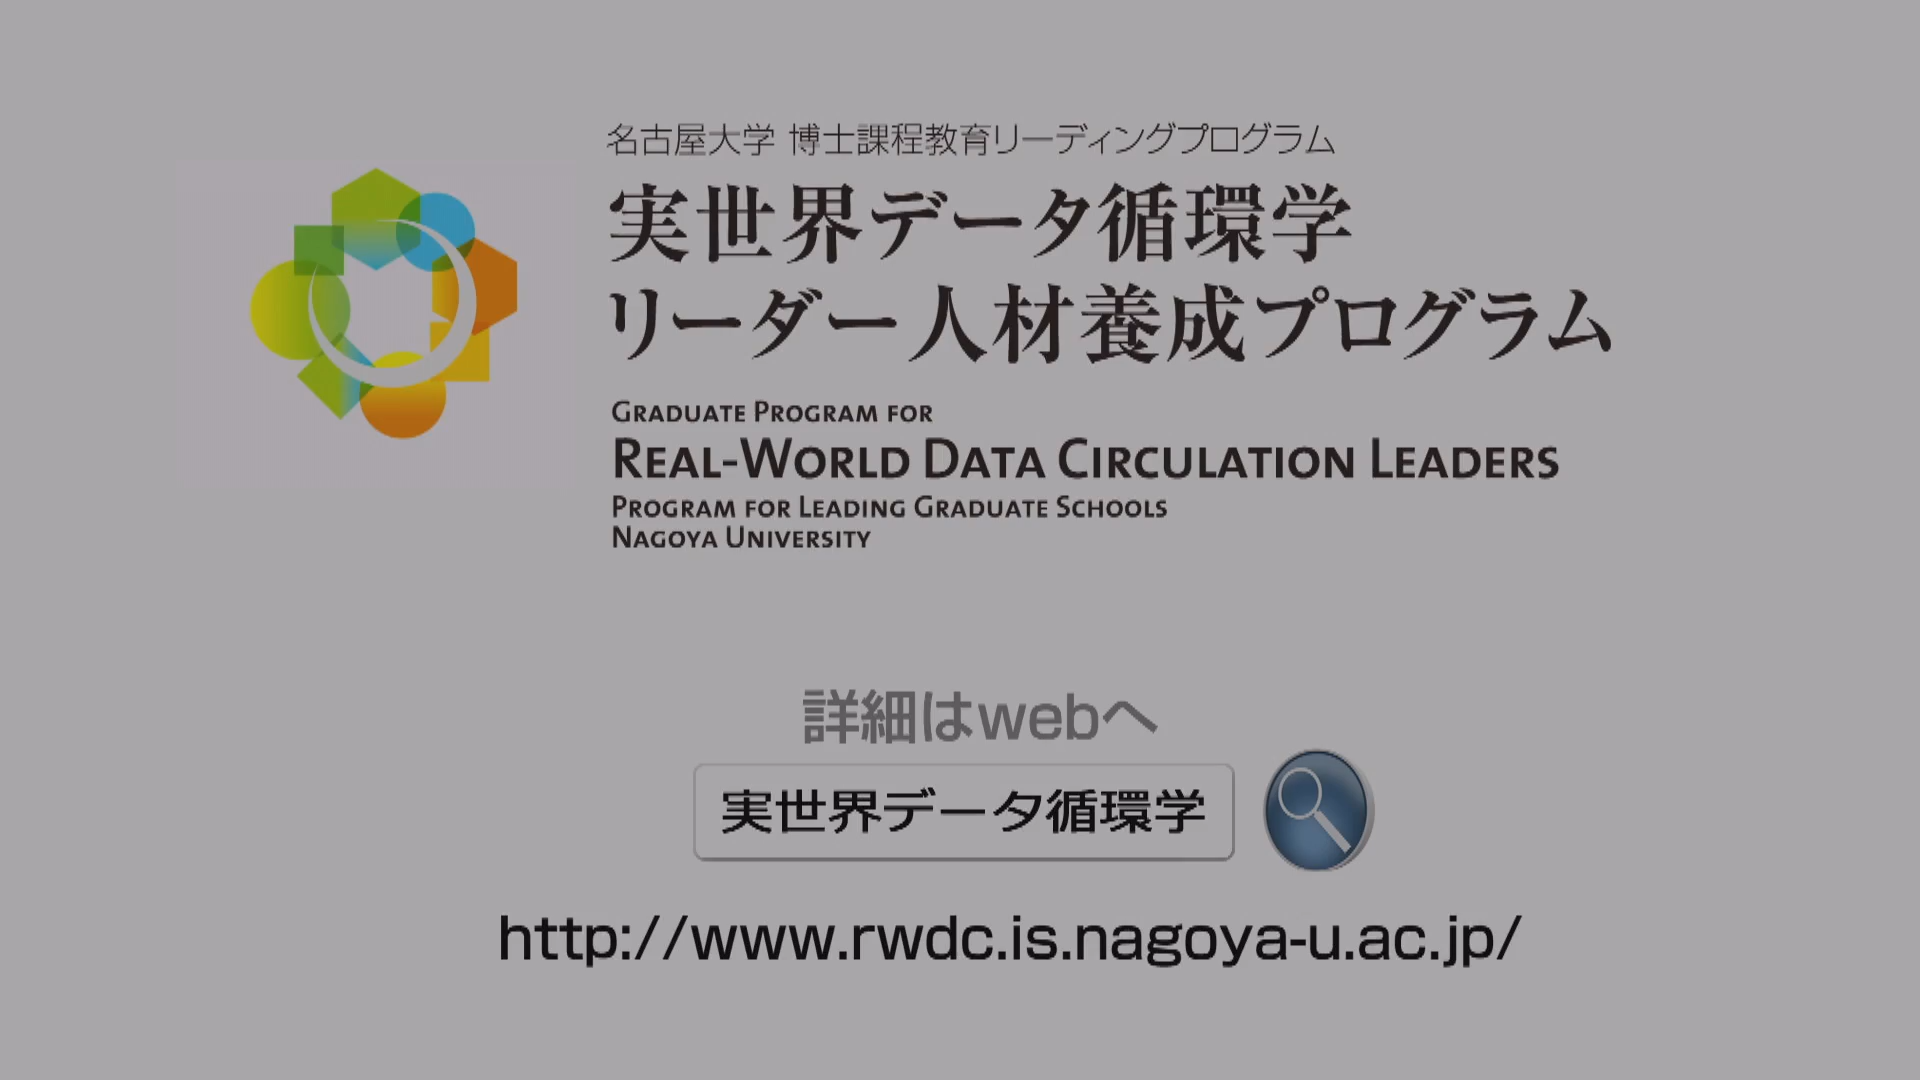 名古屋大学 博士課程教育リーディングプログラム
実世界データ循環学
リーダー人材養成プログラム
GRADUATE PROGRAM FOR
REAL-WORLD DATA CIRCULATION LEADERS
PROGRAM FOR LEADING GRADUATE SCHOOLS
NAGOYA UNIVERSITY
詳細はwebへ
実世界データ循環学
http://www.rwdc.is.nagoya-u.ac.jp/